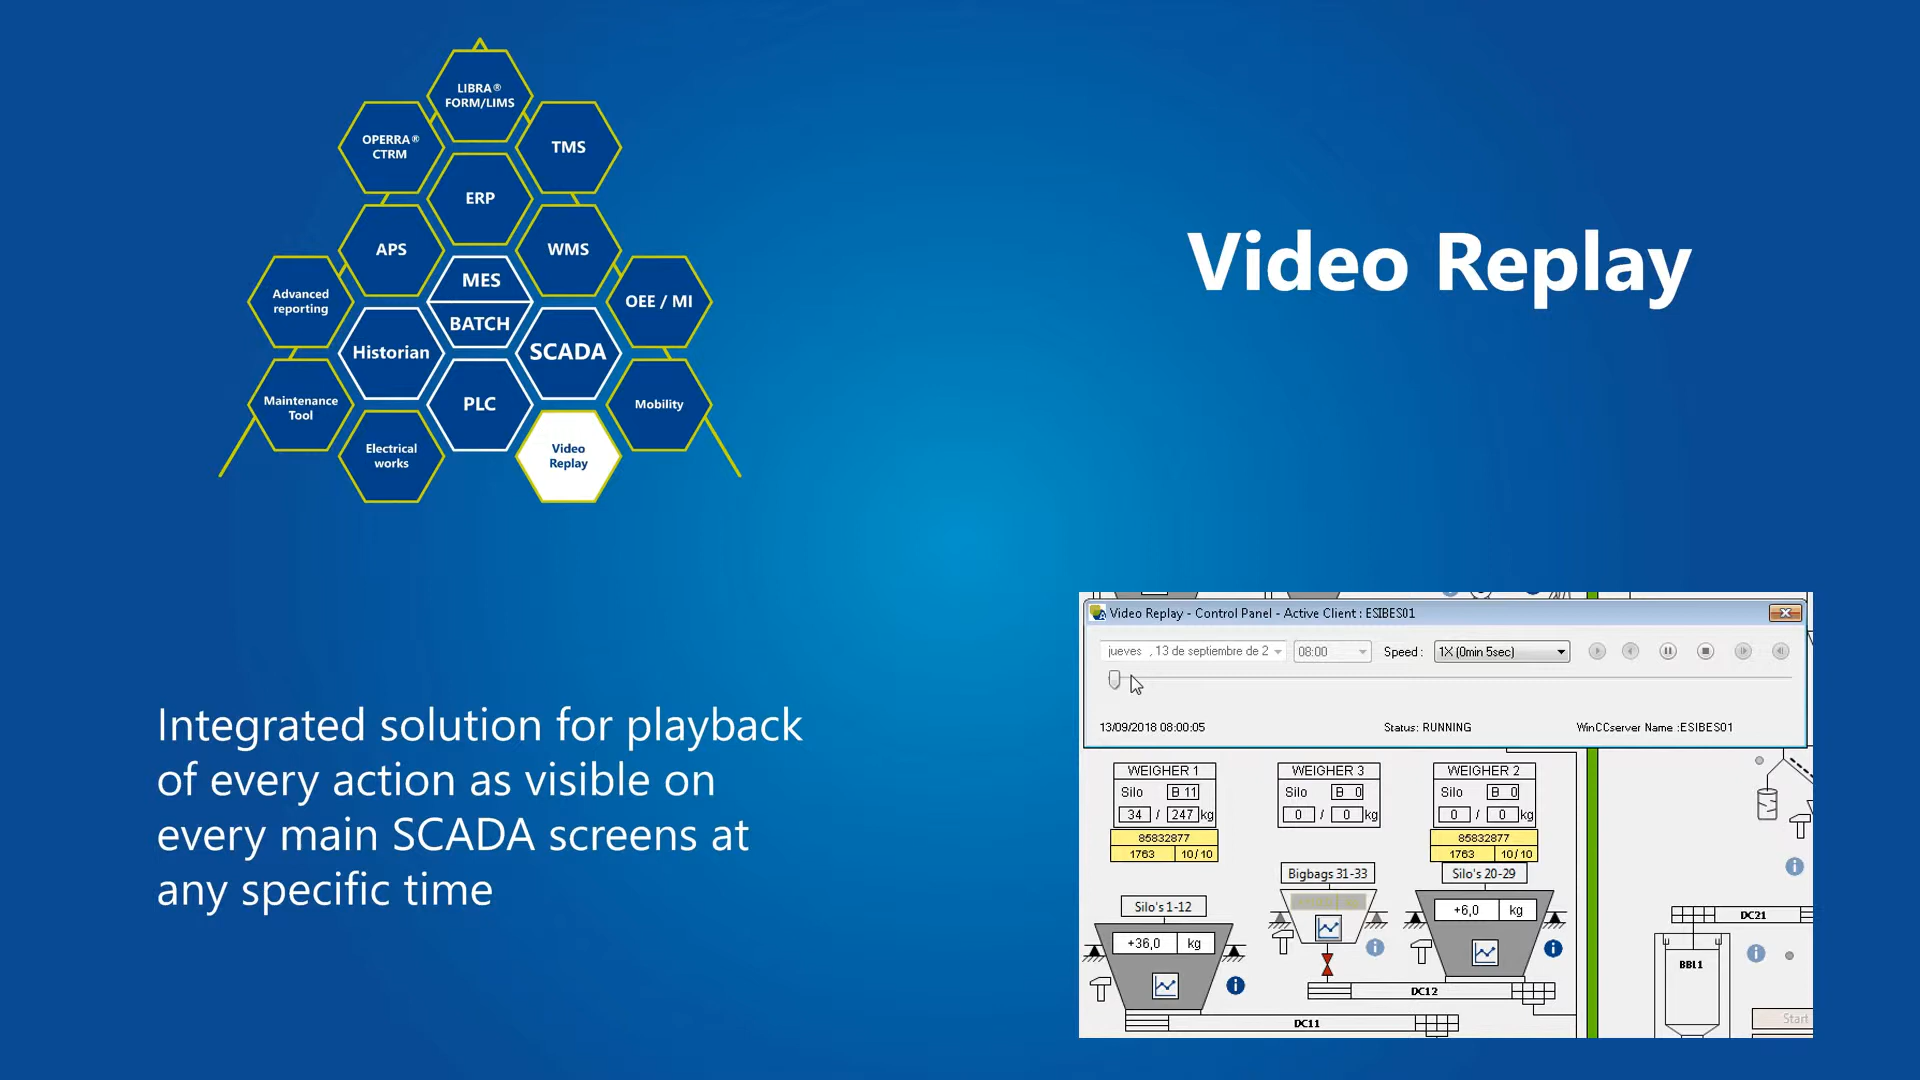 LIBRA®
FORM/LIMS
OPERRA®
CTRM
TMS
ERP
APS
WMS
MES
BATCH
Advanced
reporting
OEE / MI
Historian
SCADA
Maintenance
Tool
PLC
Mobility
Electrical
works
Video
Replay
Video Replay
Integrated solution for playback
of every action as visible on
every main SCADA screens at
any specific time
Video Replay - Control Panel - Active Client : ESIBES01
jueves , 13 de septiembre de 2 08:00 Speed : 1X (0min 5sec)
13/09/2018 08:00:05 Status: RUNNING WinCCserver Name :ESIBES01
WEIGHER 1
Silo B 11
34 / 247 kg
85832877
1763 10/10
WEIGHER 3
Silo B 0
0 / 0 kg
WEIGHER 2
Silo B 0
0 / 0 kg
85832877
1763 10/10
Bigbags 31-33
Silo's 20-29
Silo's 1-12
+6,0 kg
+36,0 kg
DC21
BB11
DC12
DC11
Start